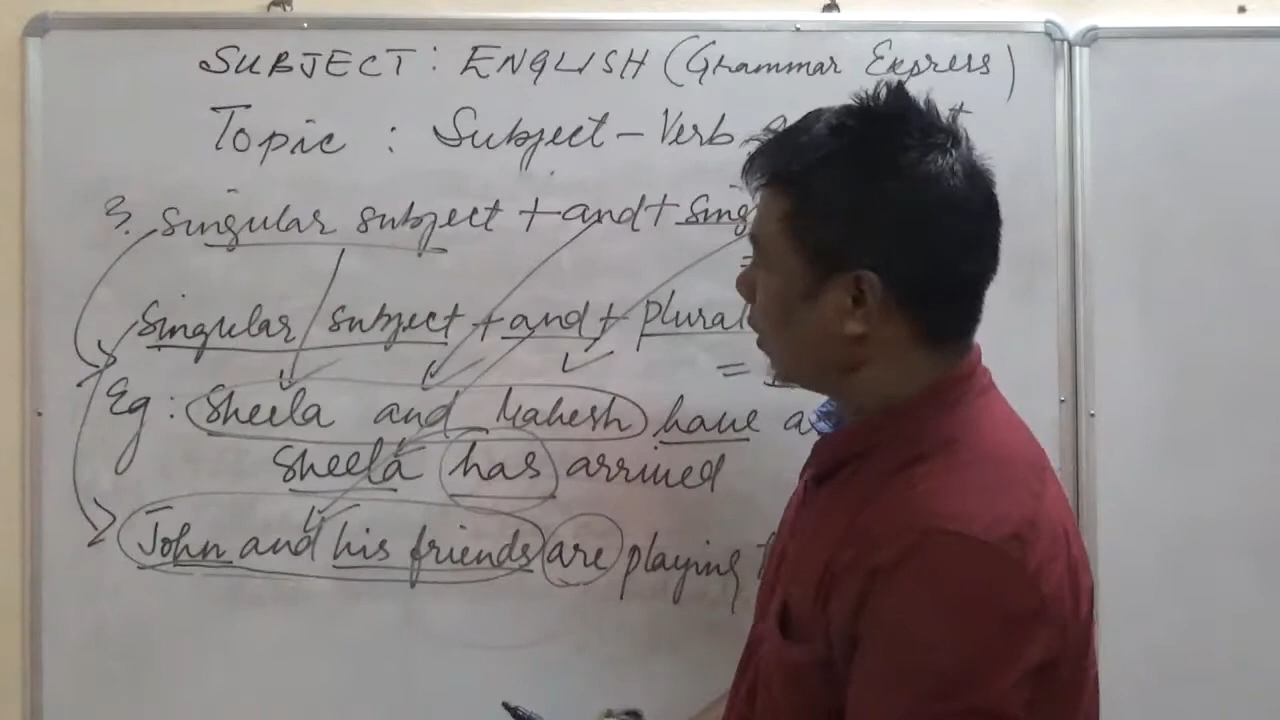 SUBJECT: ENGLISH (Grammar Express)
Topic : Subject - Verb
3. Singular subject + and + Sing
=
Singular subject + and + plural
=
Eg: Sheela and Mahesh have a
Sheela has arrived
John and his friends are playing